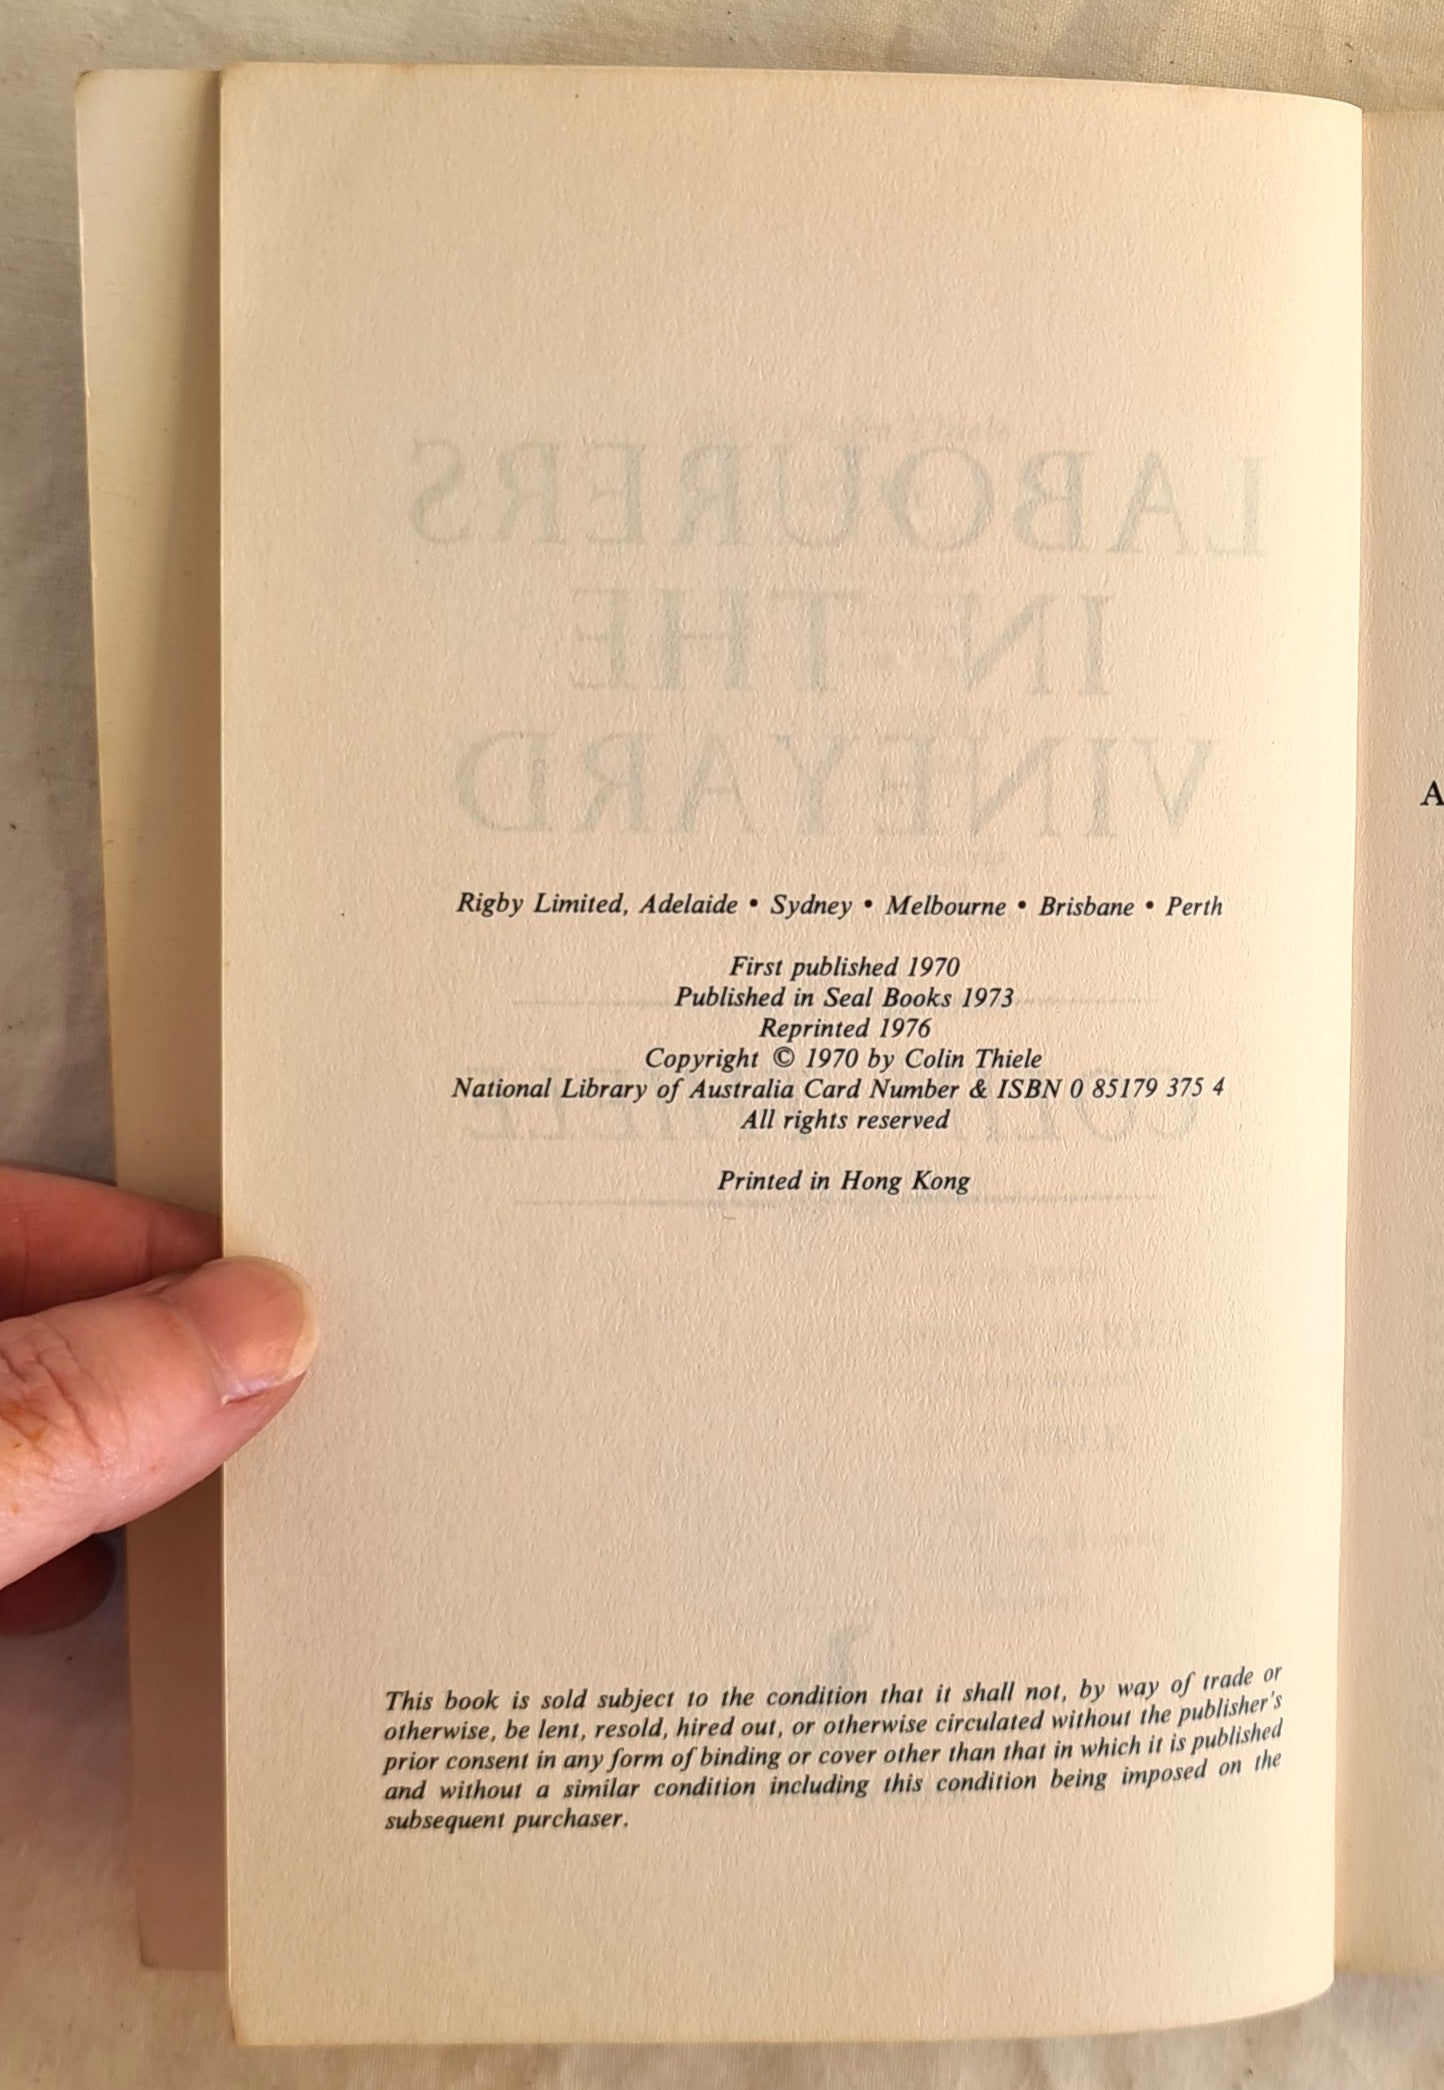 LABOURERS
IN THE
VINEYARD
Rigby Limited, Adelaide • Sydney • Melbourne • Brisbane • Perth
First published 1970
Published in Seal Books 1973
Reprinted 1976
Copyright © 1970 by Colin Thiele
National Library of Australia Card Number & ISBN 0 85179 375 4
All rights reserved
Printed in Hong Kong
This book is sold subject to the condition that it shall not, by way of trade or
otherwise, be lent, resold, hired out, or otherwise circulated without the publisher's
prior consent in any form of binding or cover other than that in which it is published
and without a similar condition including this condition being imposed on the
subsequent purchaser.
A